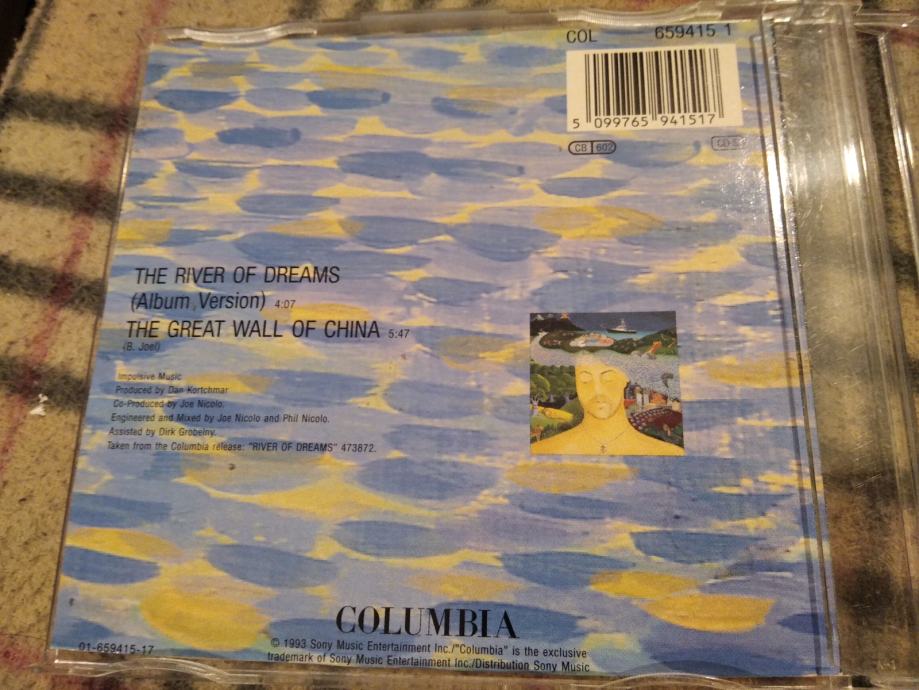 COL 659415 1
5 099765 941517
CB 602
THE RIVER OF DREAMS
(Album Version) 4:07
THE GREAT WALL OF CHINA 5:47
(B. Joel)
Impulsive Music
Produced by Dan Kortchmar
Co-Produced by Joe Nicolo.
Engineered and Mixed by Joe Nicolo and Phil Nicolo.
Assisted by Dirk Grobelny.
Taken from the Columbia release: "RIVER OF DREAMS" 473872.
COLUMBIA
01-659415-17
© 1993 Sony Music Entertainment Inc./"Columbia" is the exclusive
trademark of Sony Music Entertainment Inc./Distribution Sony Music